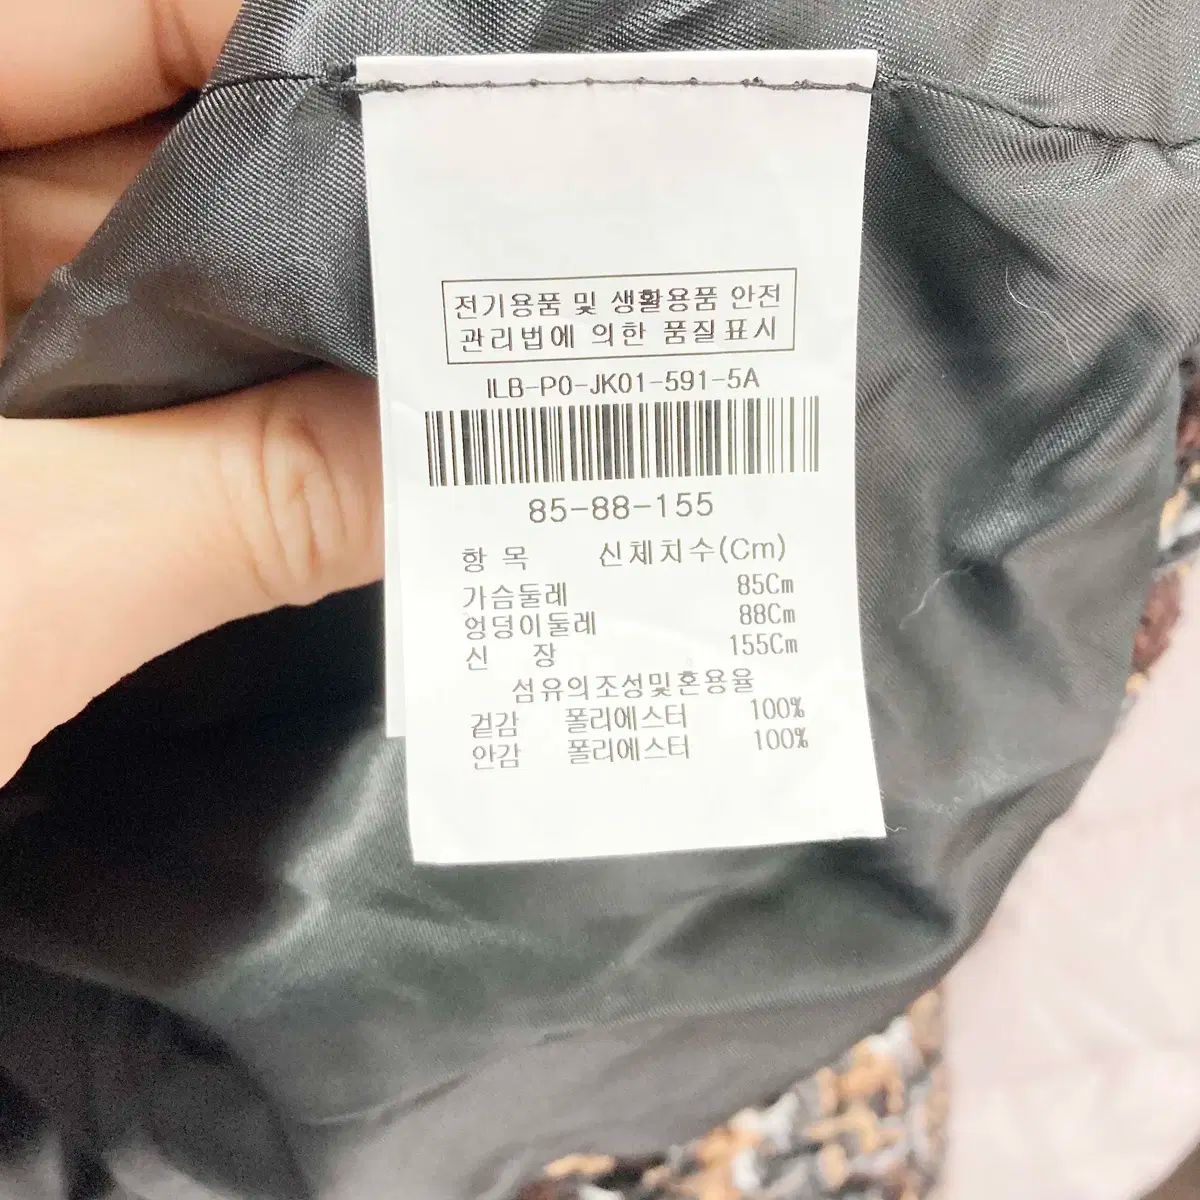 전기용품 및 생활용품 안전
관리법에 의한 품질표시
ILB-P0-JK01-591-5A
85-88-155
항 목 신체치수(Cm)
가슴둘레 85Cm
엉덩이둘레 88Cm
신 장 155Cm
섬유의조성및혼용율
겉감 폴리에스터 100%
안감 폴리에스터 100%